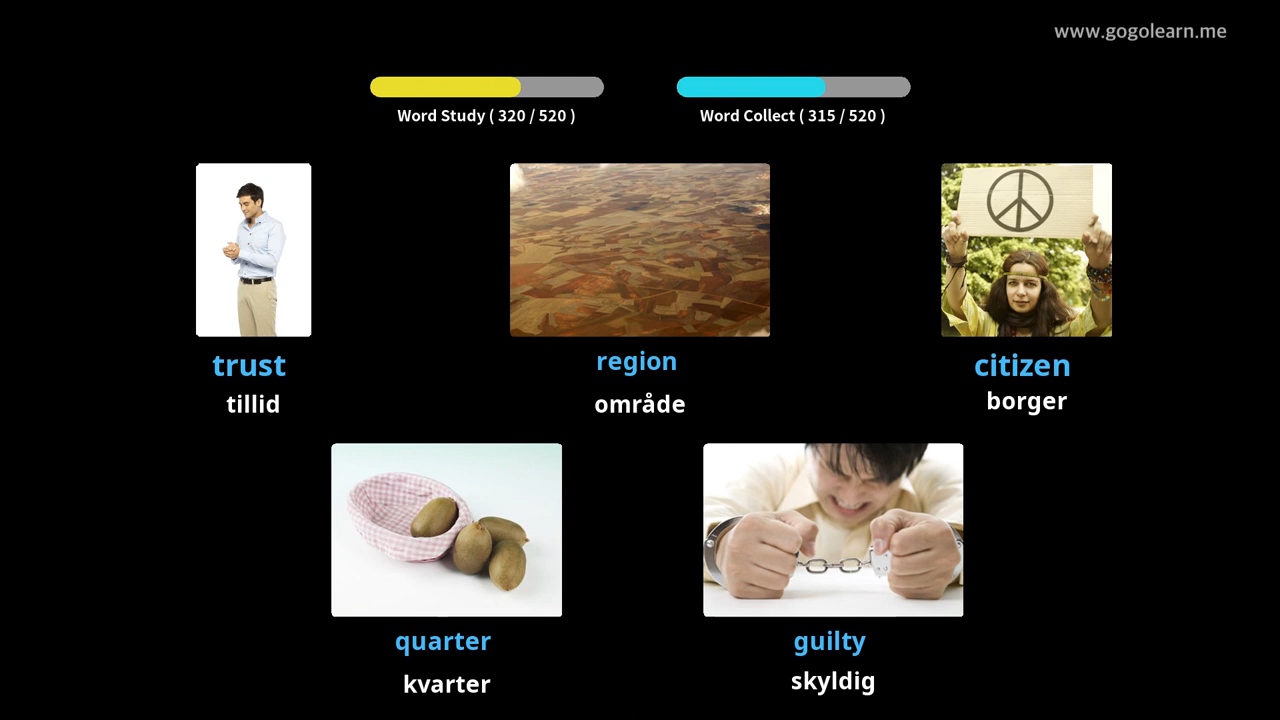 www.gogolearn.me
Word Study ( 320 / 520 )
Word Collect ( 315 / 520 )
trust
tillid
region
område
citizen
borger
quarter
kvarter
guilty
skyldig